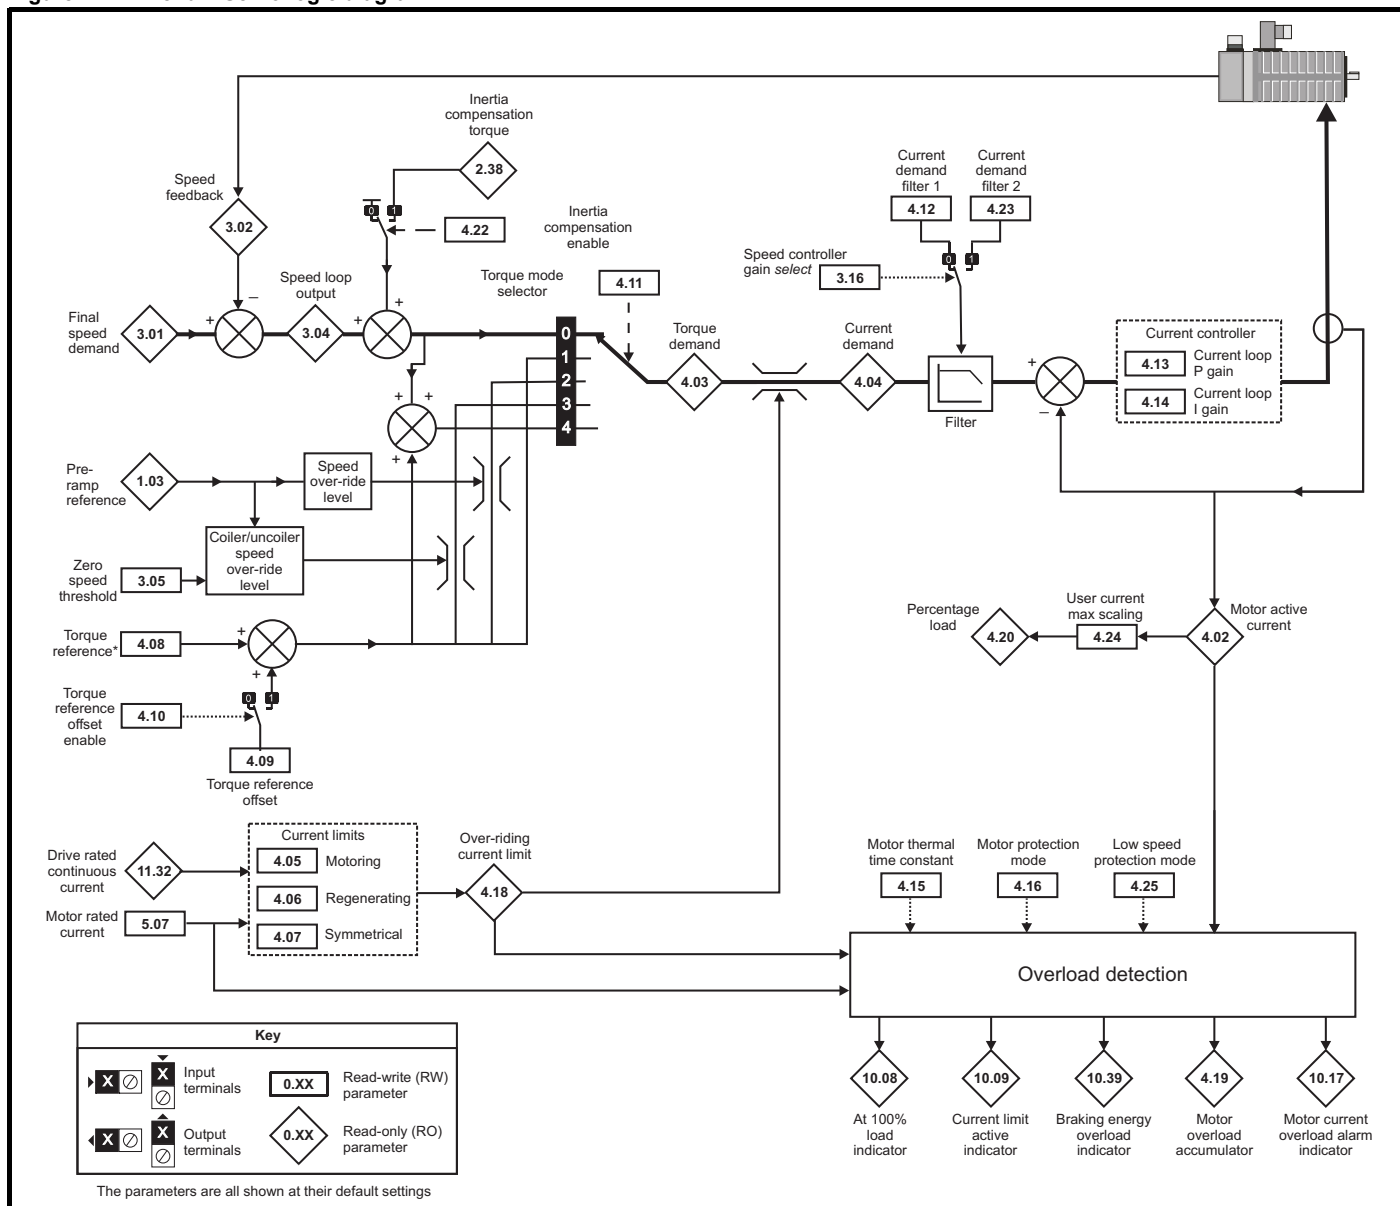 Inertia
compensation
torque
2.38
Speed
feedback
3.02
0 1
4.22
Inertia
compensation
enable
Current
demand
filter 1
Current
demand
filter 2
4.12
4.23
0 1
Speed controller
gain select
3.16
Torque mode
selector
4.11
Speed loop
output
Final
speed
demand
3.01
+
–
3.04
+
+
0
1
2
3
4
Torque
demand
4.03
Current
demand
4.04
Filter
+
–
Current controller
4.13
Current loop
P gain
4.14
Current loop
I gain
+
+
+
Pre-
ramp
reference
1.03
Speed
over-ride
level
Coiler/uncoiler
speed
over-ride
level
Zero
speed
threshold
3.05
Torque
reference*
4.08
+
+
0 1
Torque
reference
offset
enable
4.10
4.09
Torque reference
offset
Percentage
load
4.20
User current
max scaling
4.24
4.02
Motor active
current
Drive rated
continuous
current
11.32
Motor rated
current
5.07
Current limits
4.05
Motoring
4.06
Regenerating
4.07
Symmetrical
Over-riding
current limit
4.18
Motor thermal
time constant
4.15
Motor protection
mode
4.16
Low speed
protection mode
4.25
Overload detection
10.08
At 100%
load
indicator
10.09
Current limit
active
indicator
10.39
Braking energy
overload
indicator
4.19
Motor
overload
accumulator
10.17
Motor current
overload alarm
indicator
Key
X
X
Input
terminals
0.XX
Read-write (RW)
parameter
X
X
Output
terminals
0.XX
Read-only (RO)
parameter
The parameters are all shown at their default settings